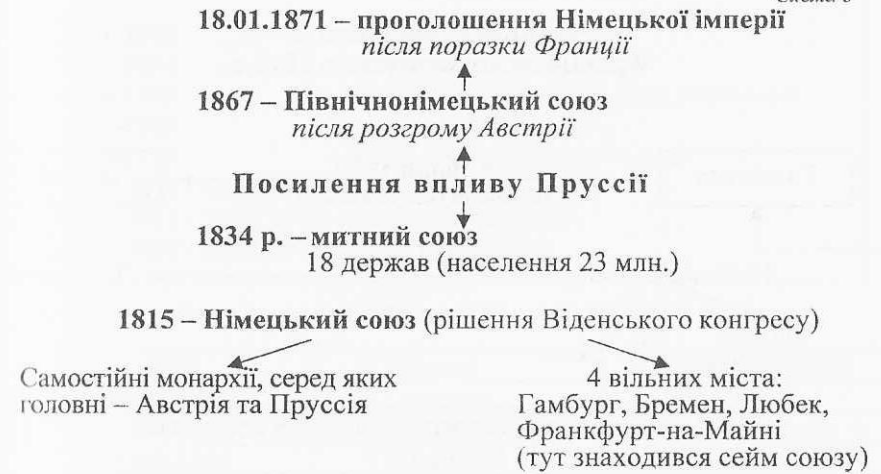 18.01.1871 – проголошення Німецької імперії
після поразки Франції
1867 – Північнонімецький союз
після розгрому Австрії
Посилення впливу Пруссії
1834 р. – митний союз
18 держав (населення 23 млн.)
1815 – Німецький союз (рішення Віденського конгресу)
Самостійні монархії, серед яких
головні – Австрія та Пруссія
4 вільних міста:
Гамбург, Бремен, Любек,
Франкфурт-на-Майні
(тут знаходився сейм союзу)